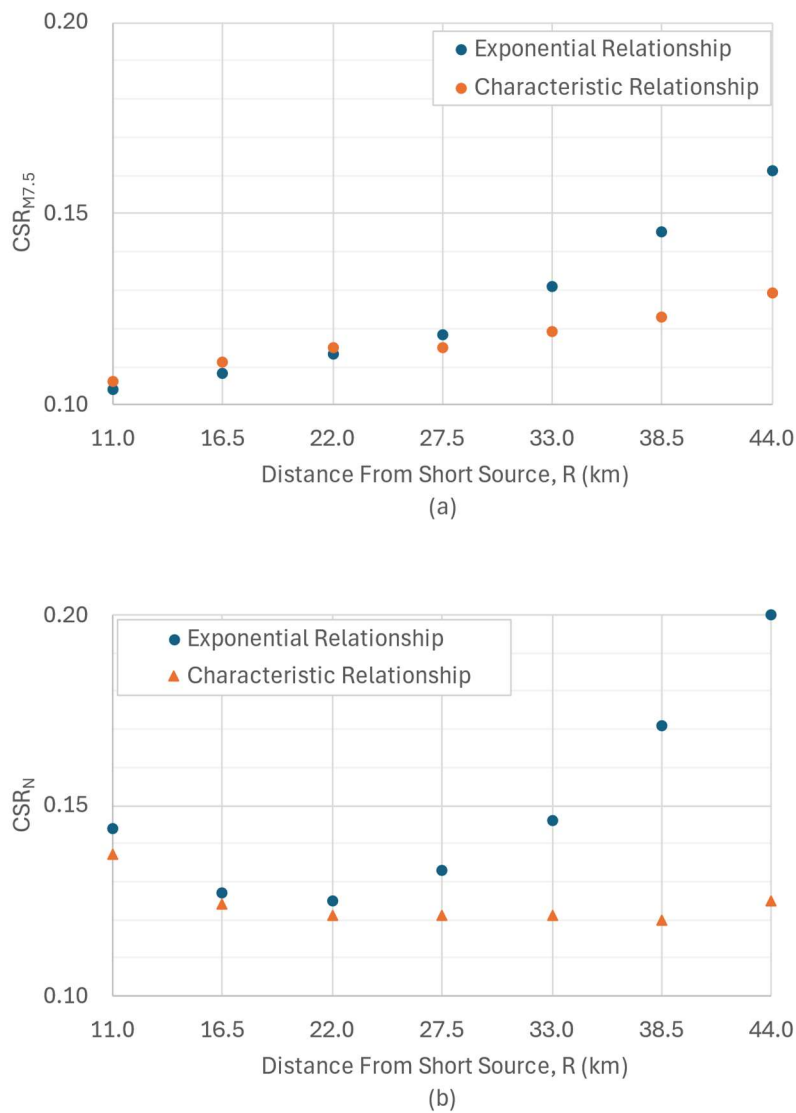 0.20
Exponential Relationship
Characteristic Relationship
0.15
CSRM7.5
0.10
11.0 16.5 22.0 27.5 33.0 38.5 44.0
Distance From Short Source, R (km)
(a)
0.20
Exponential Relationship
Characteristic Relationship
0.15
CSRN
0.10
11.0 16.5 22.0 27.5 33.0 38.5 44.0
Distance From Short Source, R (km)
(b)